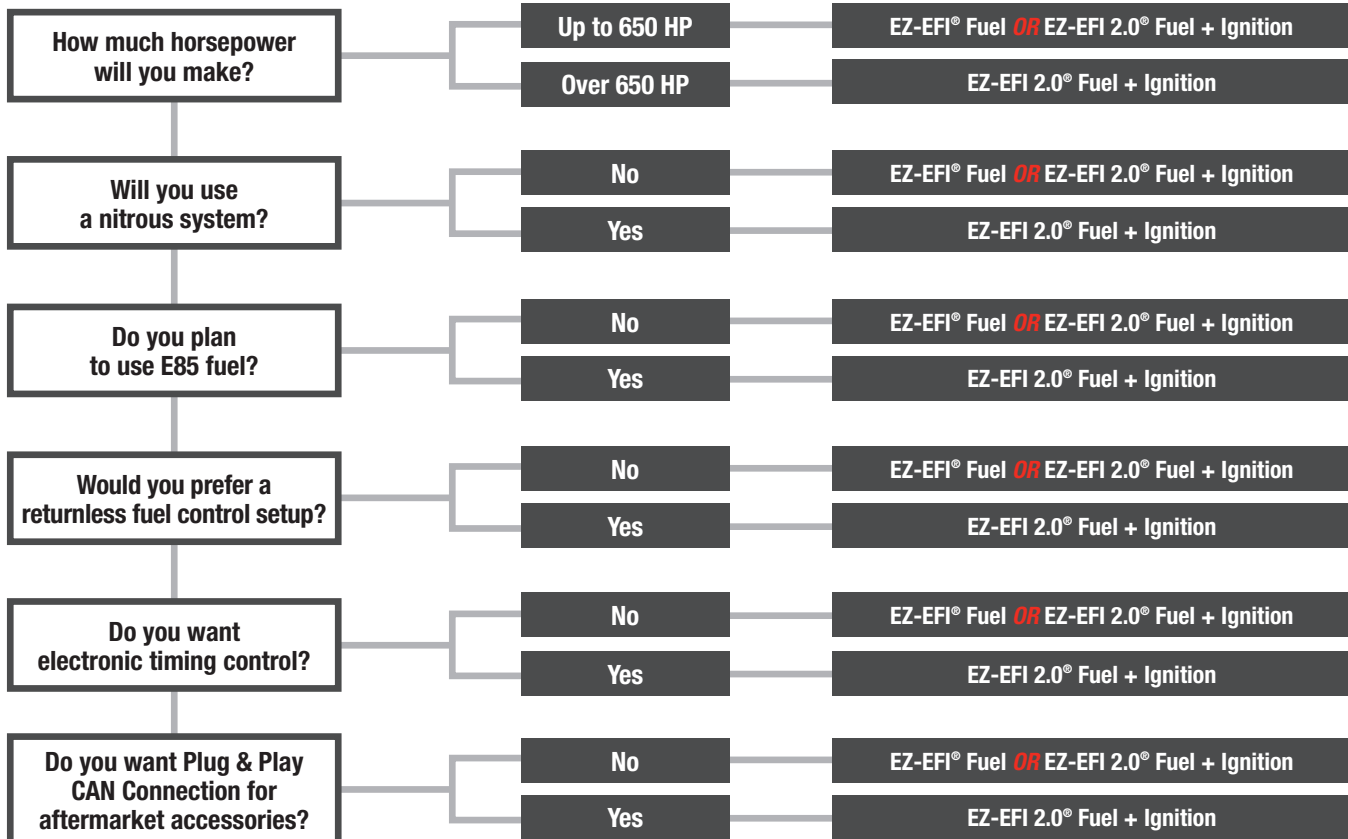 How much horsepower
will you make?
Up to 650 HP
EZ-EFI® Fuel OR EZ-EFI 2.0® Fuel + Ignition
Over 650 HP
EZ-EFI 2.0® Fuel + Ignition
Will you use
a nitrous system?
No
EZ-EFI® Fuel OR EZ-EFI 2.0® Fuel + Ignition
Yes
EZ-EFI 2.0® Fuel + Ignition
Do you plan
to use E85 fuel?
No
EZ-EFI® Fuel OR EZ-EFI 2.0® Fuel + Ignition
Yes
EZ-EFI 2.0® Fuel + Ignition
Would you prefer a
returnless fuel control setup?
No
EZ-EFI® Fuel OR EZ-EFI 2.0® Fuel + Ignition
Yes
EZ-EFI 2.0® Fuel + Ignition
Do you want
electronic timing control?
No
EZ-EFI® Fuel OR EZ-EFI 2.0® Fuel + Ignition
Yes
EZ-EFI 2.0® Fuel + Ignition
Do you want Plug & Play
CAN Connection for
aftermarket accessories?
No
EZ-EFI® Fuel OR EZ-EFI 2.0® Fuel + Ignition
Yes
EZ-EFI 2.0® Fuel + Ignition